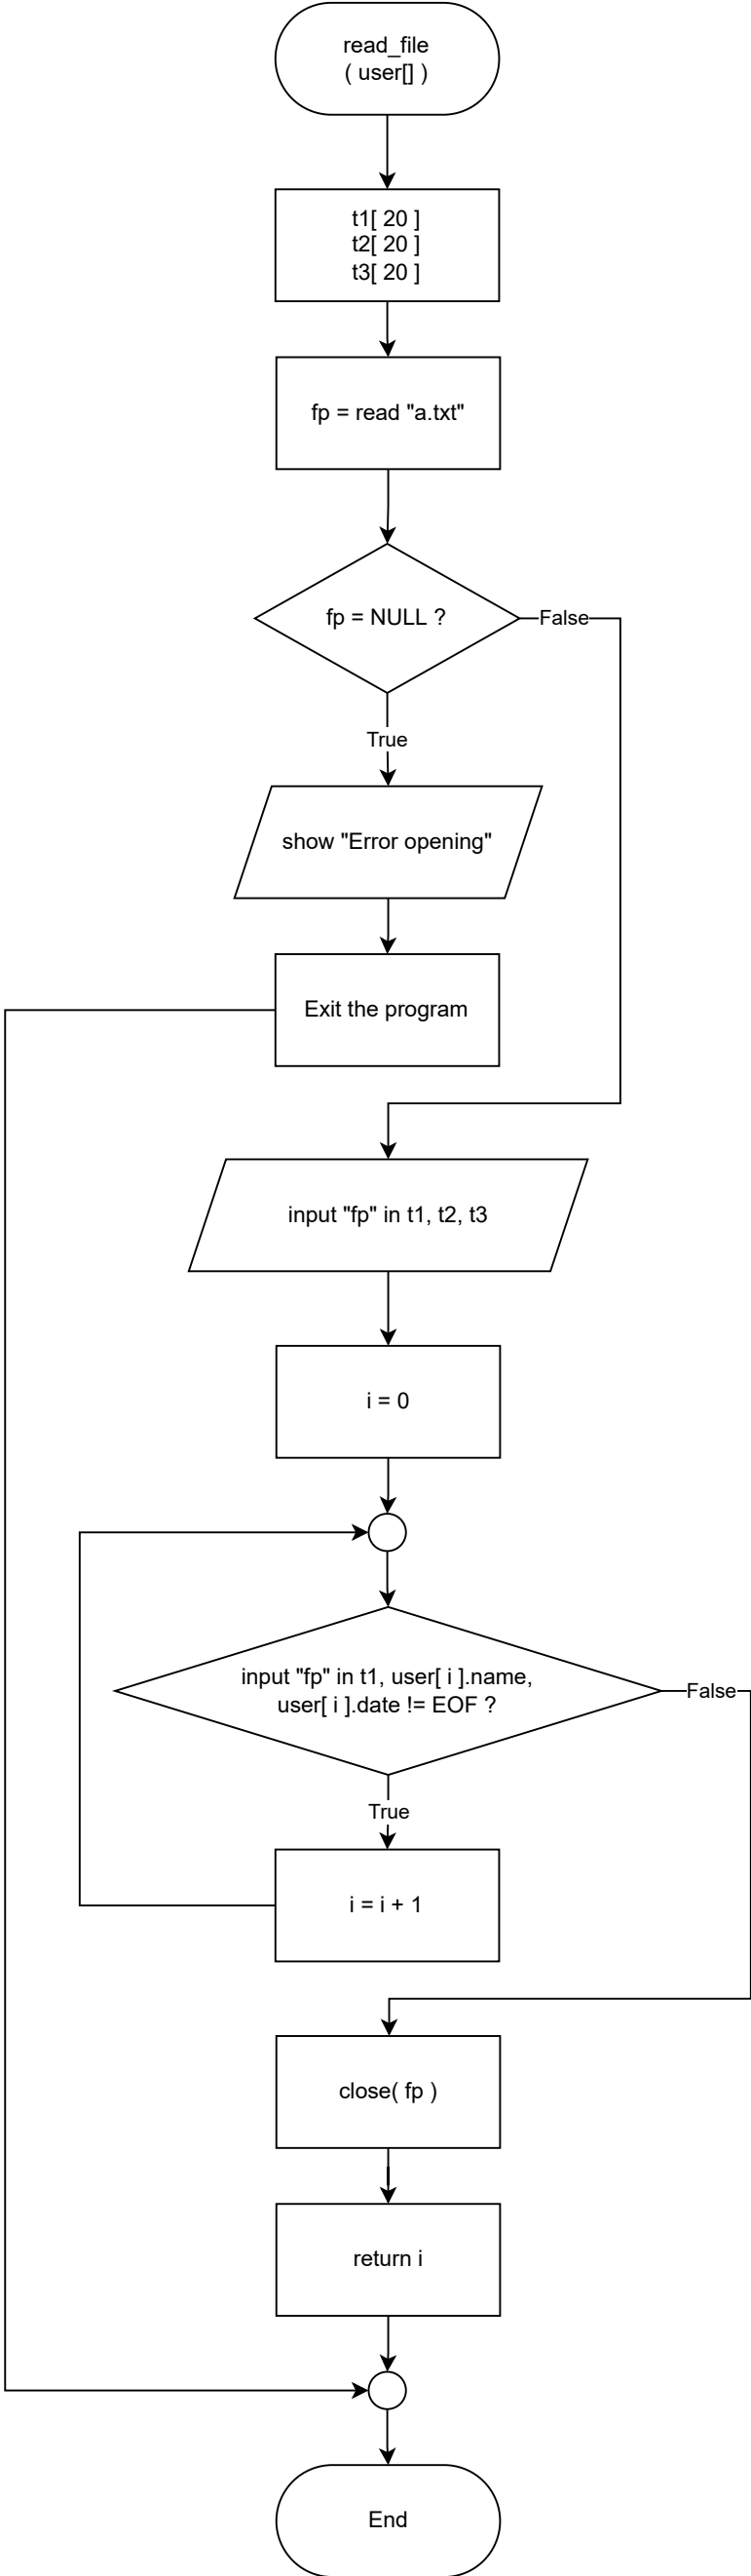 read_file
( user[] )
t1[ 20 ]
t2[ 20 ]
t3[ 20 ]
fp = read "a.txt"
fp = NULL ?
False
True
show "Error opening"
Exit the program
input "fp" in t1, t2, t3
i = 0
input "fp" in t1, user[ i ].name,
user[ i ].date != EOF ?
False
True
i = i + 1
close( fp )
return i
End